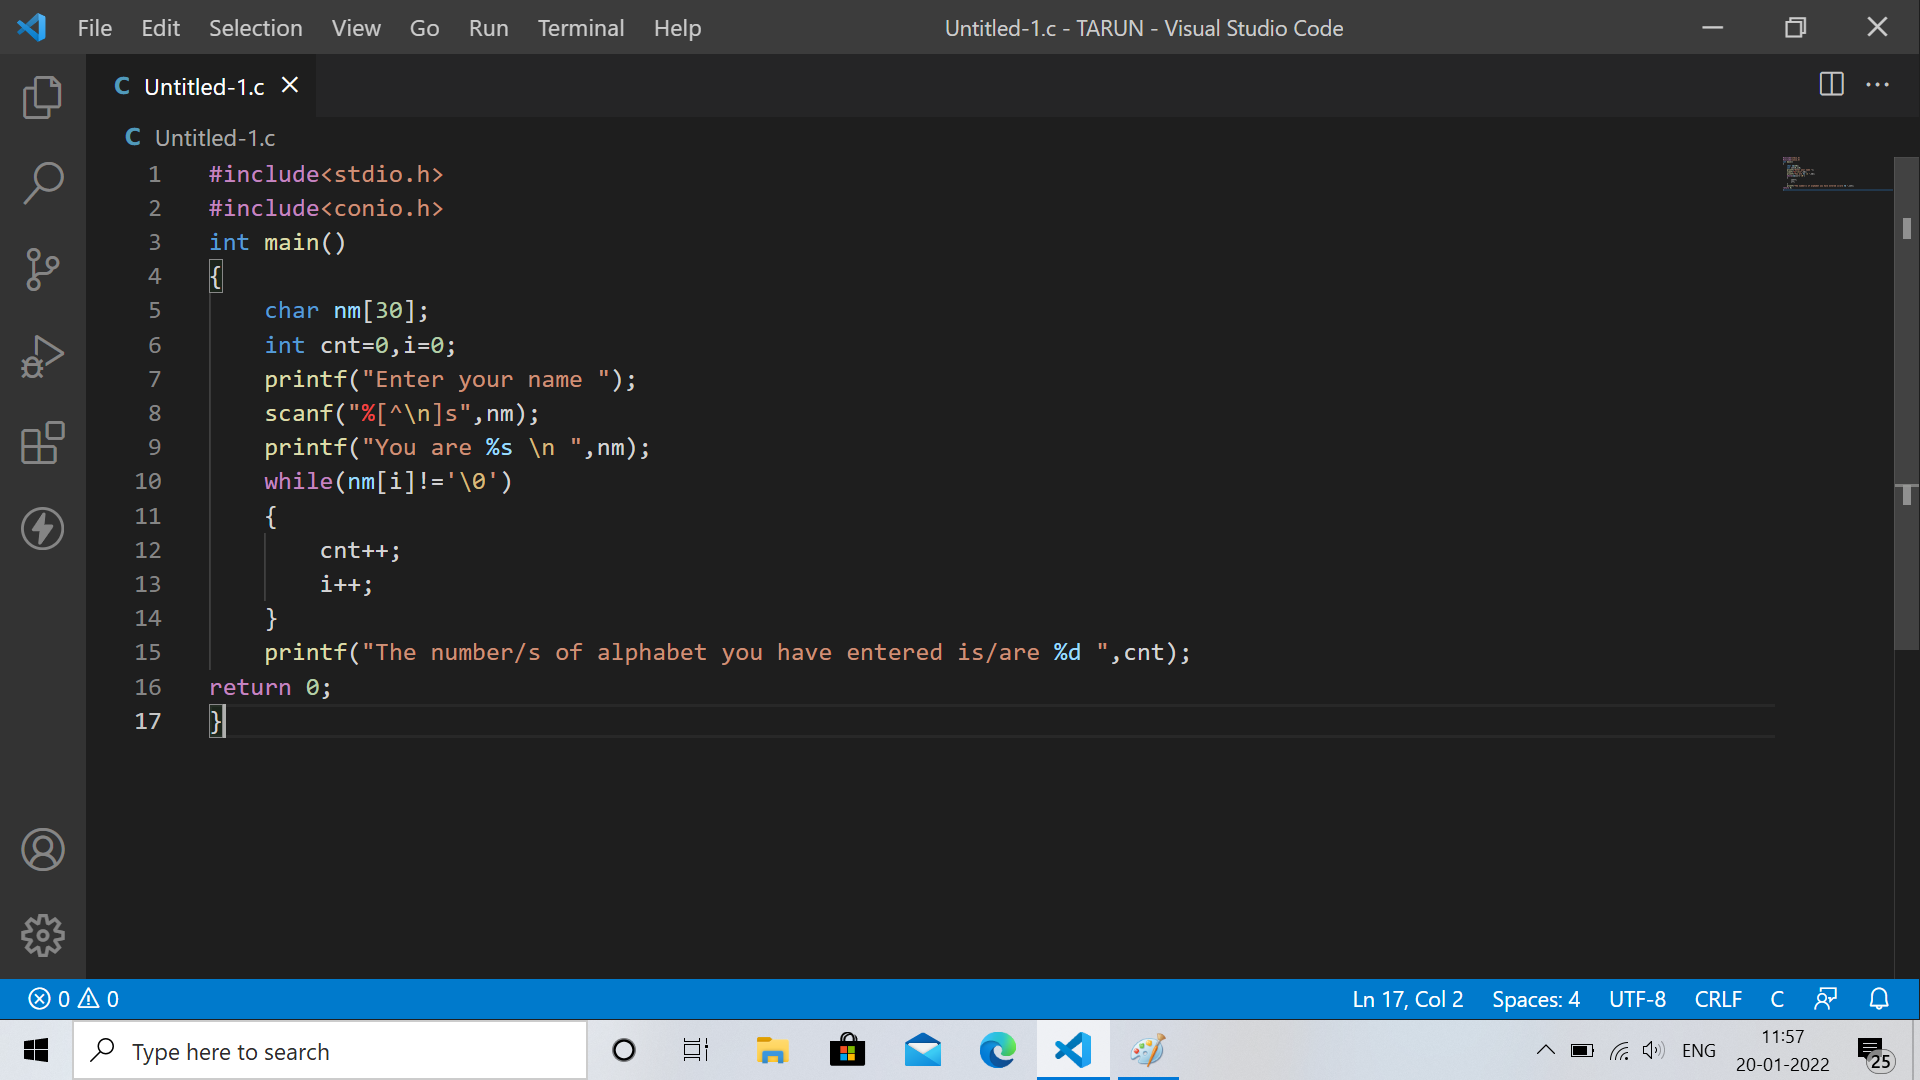 File Edit Selection View Go Run Terminal Help Untitled-1.c - TARUN - Visual Studio Code
C Untitled-1.c
C Untitled-1.c
1 #include<stdio.h>
2 #include<conio.h>
3 int main()
4 {
5 char nm[30];
6 int cnt=0,i=0;
7 printf("Enter your name ");
8 scanf("%[^\n]s",nm);
9 printf("You are %s \n ",nm);
10 while(nm[i]!='\0')
11 {
12 cnt++;
13 i++;
14 }
15 printf("The number/s of alphabet you have entered is/are %d ",cnt);
16 return 0;
17 }
0 0 Ln 17, Col 2 Spaces: 4 UTF-8 CRLF C
Type here to search ENG 11:57
20-01-2022 25